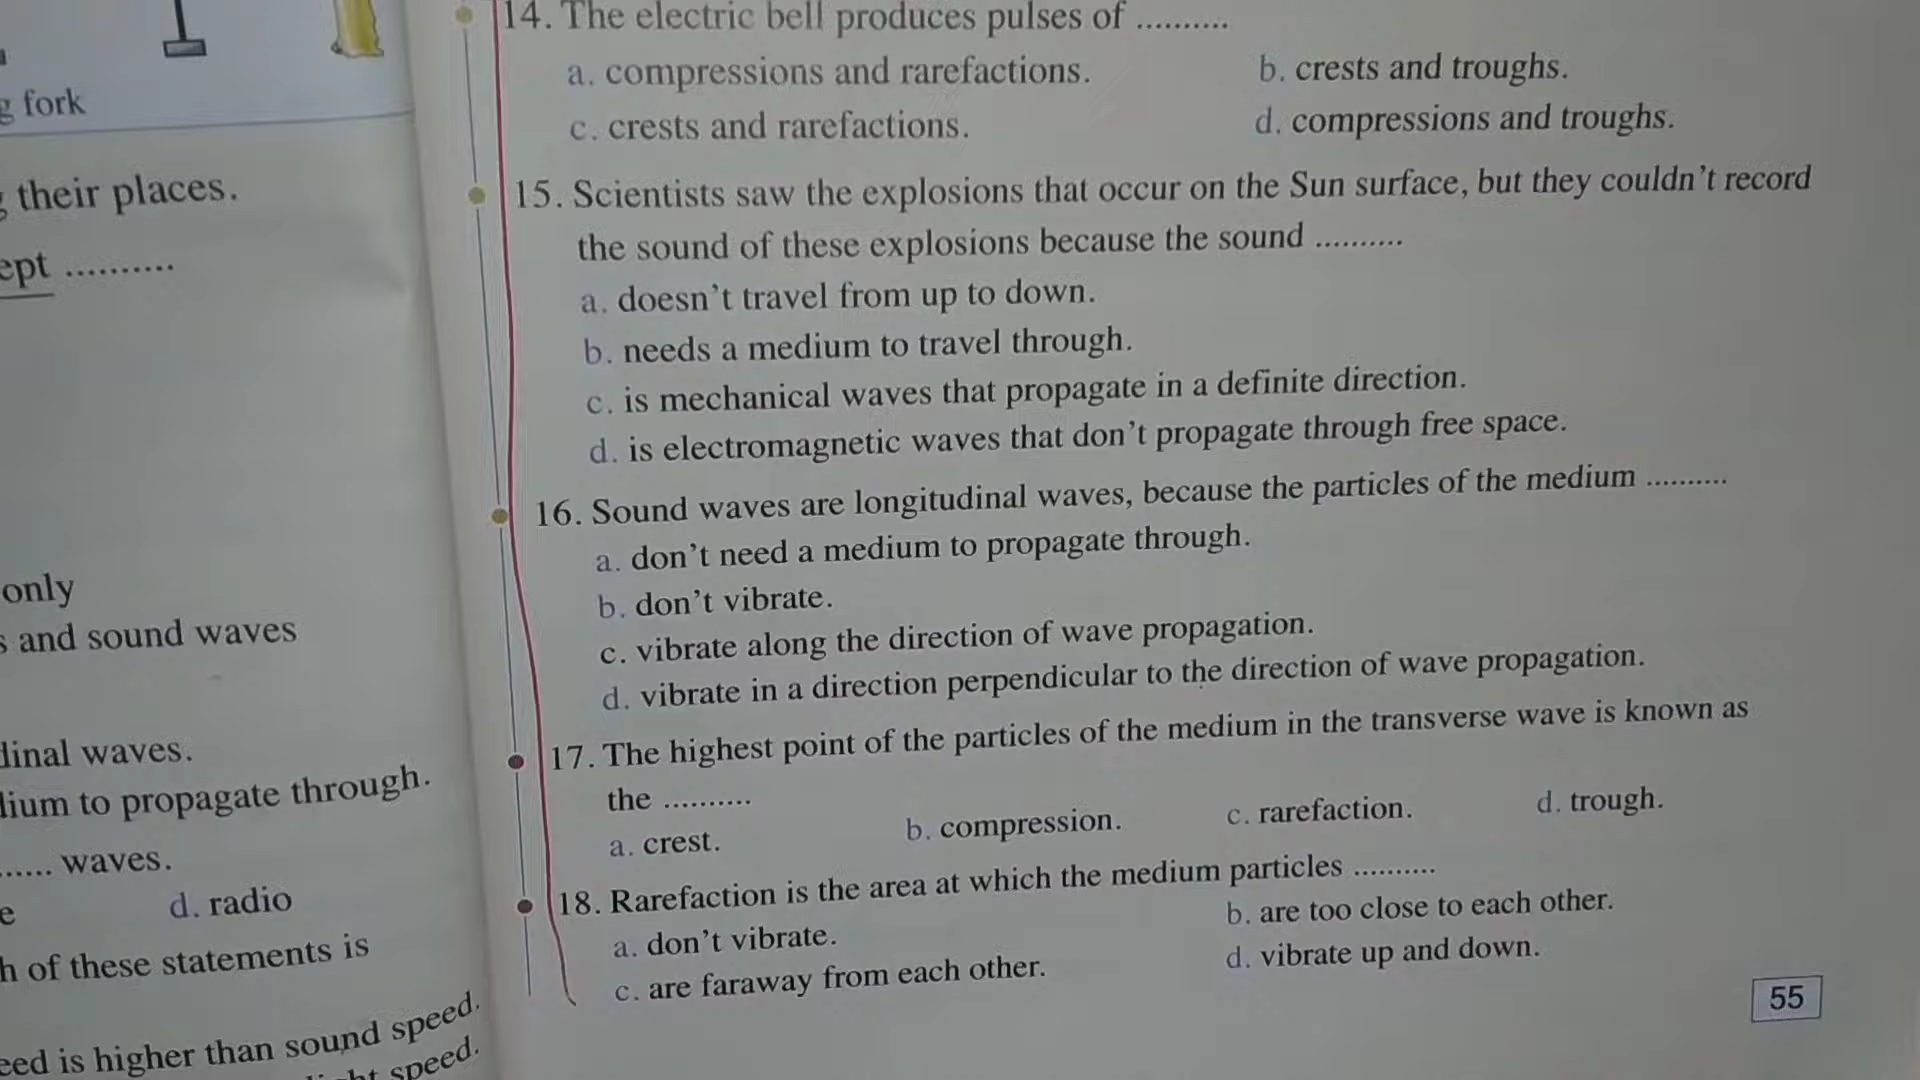 fork
their places.
ept ..........
only
and sound waves
dinal waves.
dium to propagate through.
...... waves.
e
d. radio
h of these statements is
eed is higher than sound speed.
speed.
14. The electric bell produces pulses of ..........
a. compressions and rarefactions.
b. crests and troughs.
c. crests and rarefactions.
d. compressions and troughs.
15. Scientists saw the explosions that occur on the Sun surface, but they couldn't record
the sound of these explosions because the sound ..........
a. doesn't travel from up to down.
b. needs a medium to travel through.
c. is mechanical waves that propagate in a definite direction.
d. is electromagnetic waves that don't propagate through free space.
16. Sound waves are longitudinal waves, because the particles of the medium ..........
a. don't need a medium to propagate through.
b. don't vibrate.
c. vibrate along the direction of wave propagation.
d. vibrate in a direction perpendicular to the direction of wave propagation.
17. The highest point of the particles of the medium in the transverse wave is known as
the ..........
a. crest.
b. compression.
c. rarefaction.
d. trough.
18. Rarefaction is the area at which the medium particles ..........
a. don't vibrate.
b. are too close to each other.
c. are faraway from each other.
d. vibrate up and down.
55